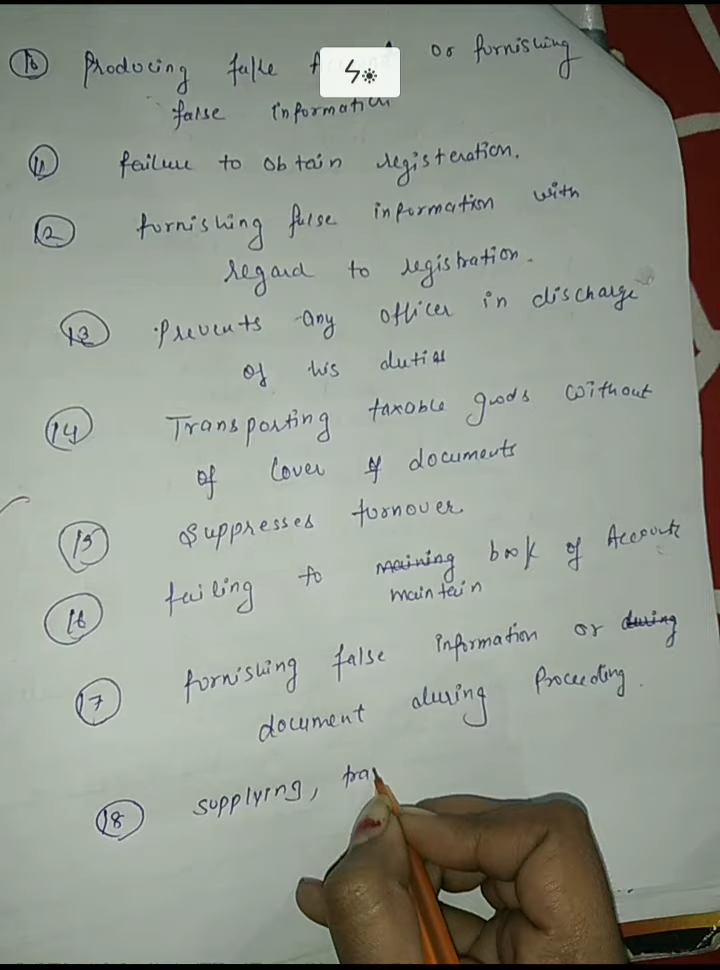 10 Producing false or furnishing
false information
11 failure to obtain registeration.
12 furnishing false information with
regard to registration.
13 Prevents any officer in discharge
of his duties
14 Transporting taxable goods without
of Cover of documents
15 Suppresses turnover.
16 failing to maining book of Accounts
maintain
17 furnishing false information or during
document during Proceeding.
18 supplying, tra